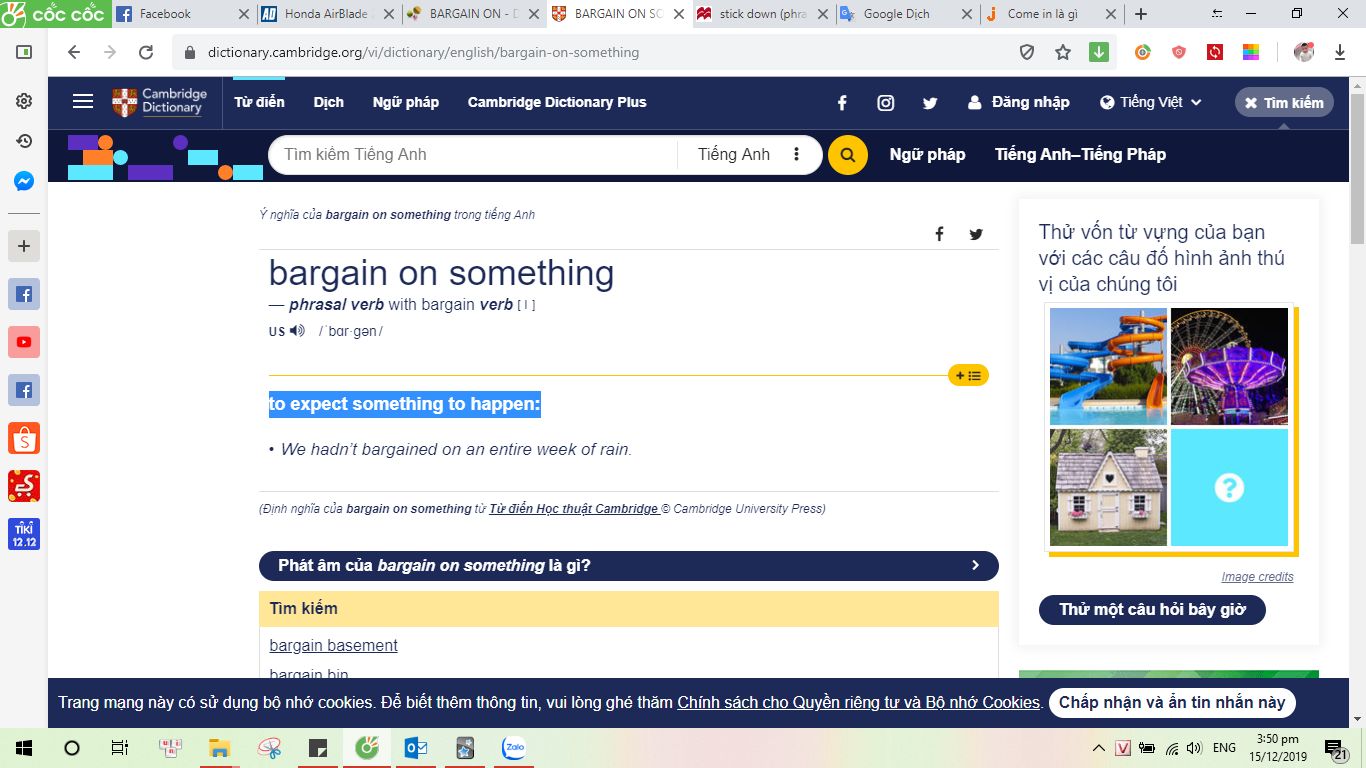 cốc cốc
Facebook
Honda AirBlade
BARGAIN ON - D
BARGAIN ON SO
stick down (phra
Google Dịch
Come in là gì
dictionary.cambridge.org/vi/dictionary/english/bargain-on-something
Cambridge
Dictionary
Từ điển
Dịch
Ngữ pháp
Cambridge Dictionary Plus
Đăng nhập
Tiếng Việt
Tìm kiếm
Tìm kiếm Tiếng Anh
Tiếng Anh
Ngữ pháp
Tiếng Anh–Tiếng Pháp
Ý nghĩa của bargain on something trong tiếng Anh
bargain on something
— phrasal verb with bargain verb [ I ]
US /ˈbɑr·ɡən/
to expect something to happen:
• We hadn’t bargained on an entire week of rain.
(Định nghĩa của bargain on something từ Từ điển Học thuật Cambridge © Cambridge University Press)
Phát âm của bargain on something là gì?
Tìm kiếm
bargain basement
bargain bin
Thử vốn từ vựng của bạn
với các câu đố hình ảnh thú
vị của chúng tôi
?
Image credits
Thử một câu hỏi bây giờ
TIKI
12.12
Trang mạng này có sử dụng bộ nhớ cookies. Để biết thêm thông tin, vui lòng ghé thăm Chính sách cho Quyền riêng tư và Bộ nhớ Cookies.
Chấp nhận và ẩn tin nhắn này
Zalo
ENG
3:50 pm
15/12/2019
21